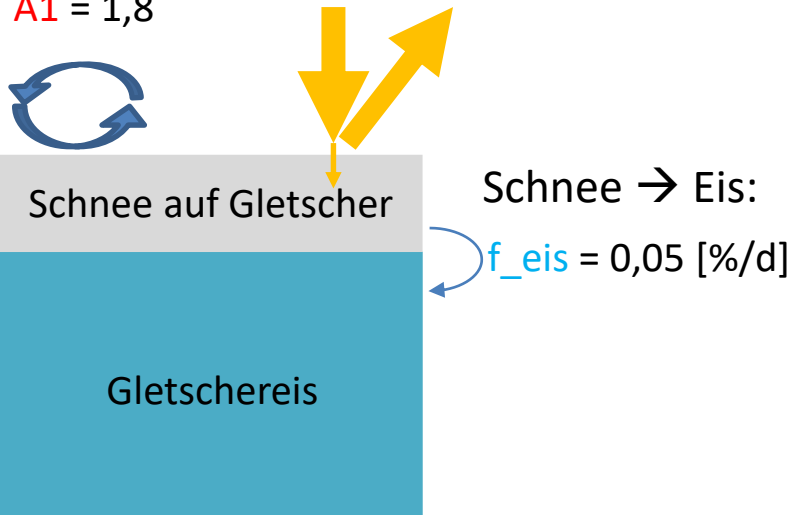 A1 = 1,8
Schnee auf Gletscher
Schnee → Eis:
f_eis = 0,05 [%/d]
Gletschereis